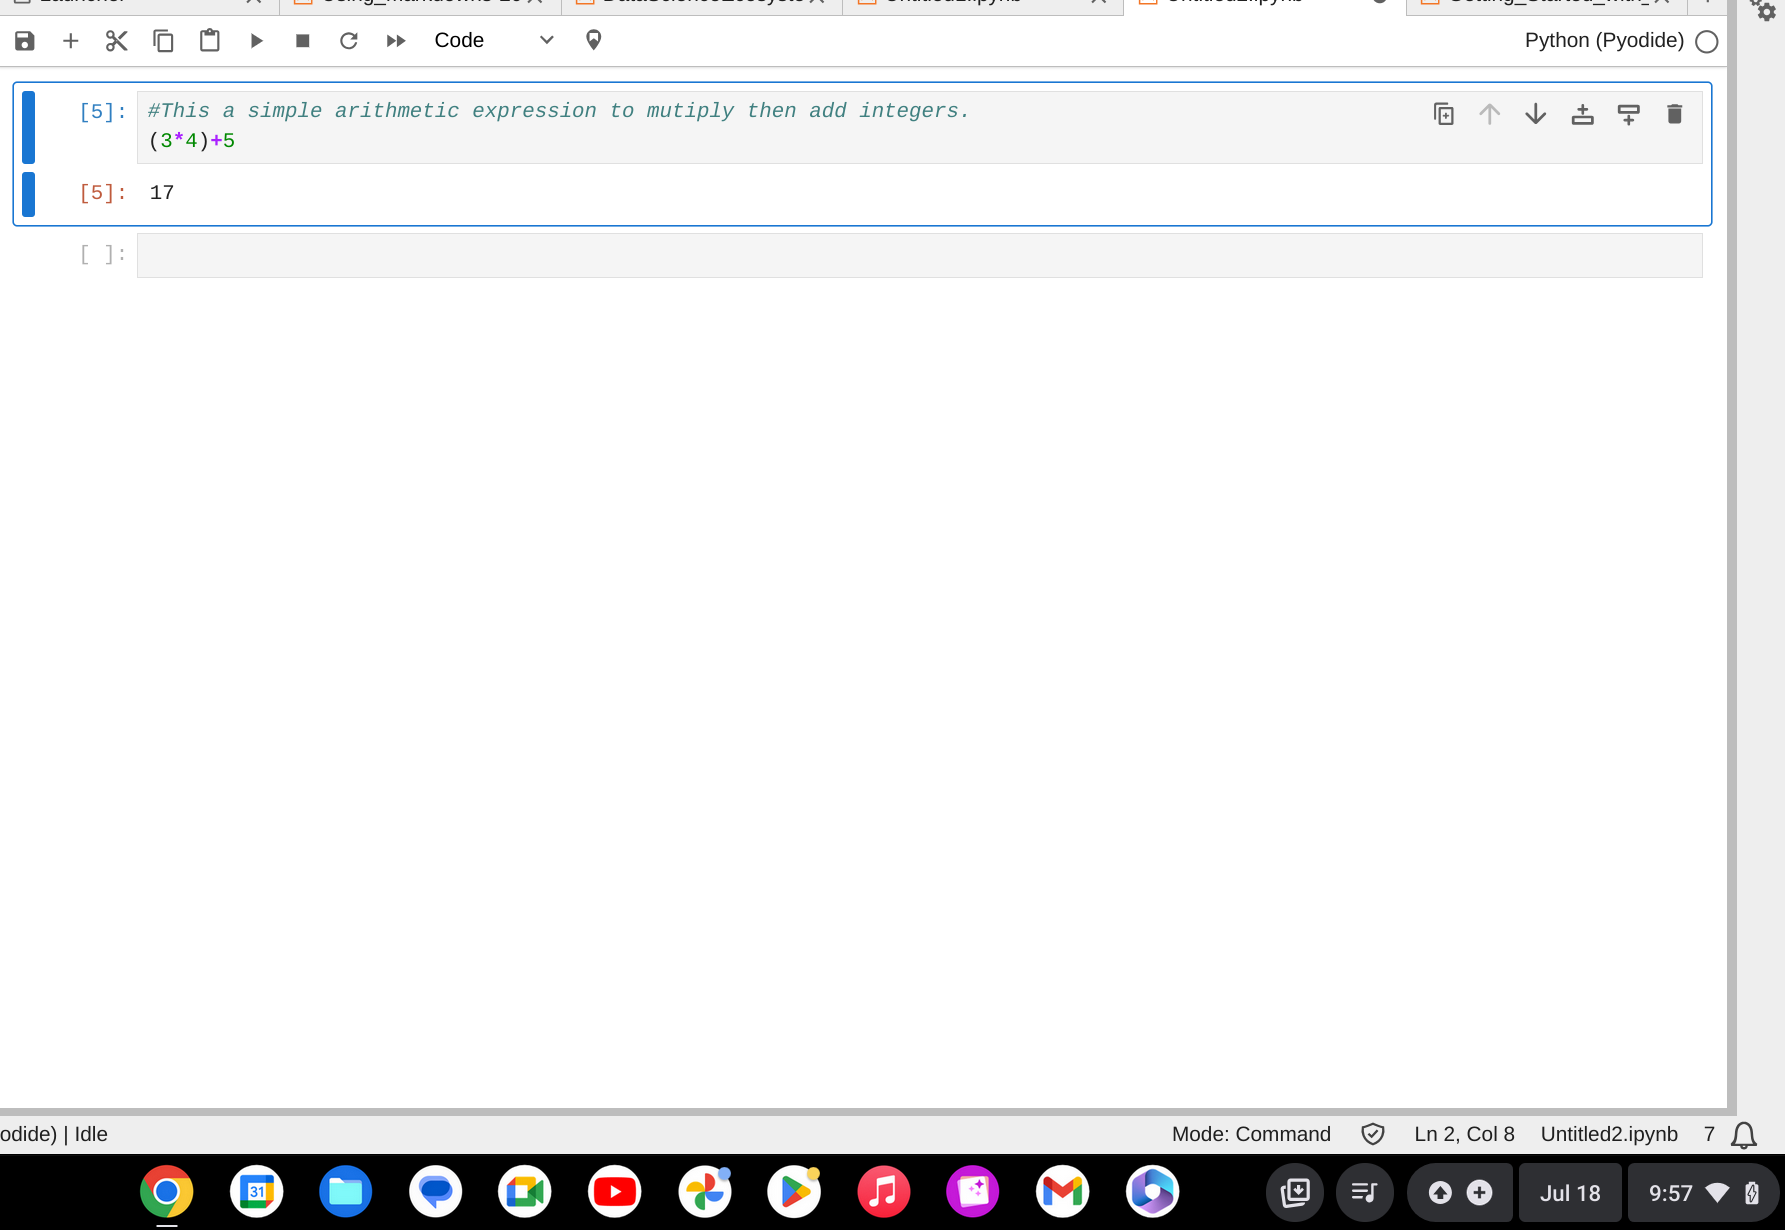 Code
Python (Pyodide)
[5]:
#This a simple arithmetic expression to mutiply then add integers.
(3*4)+5
[5]:
17
[ ]:
odide) | Idle
Mode: Command
Ln 2, Col 8
Untitled2.ipynb
7
31
Jul 18
9:57